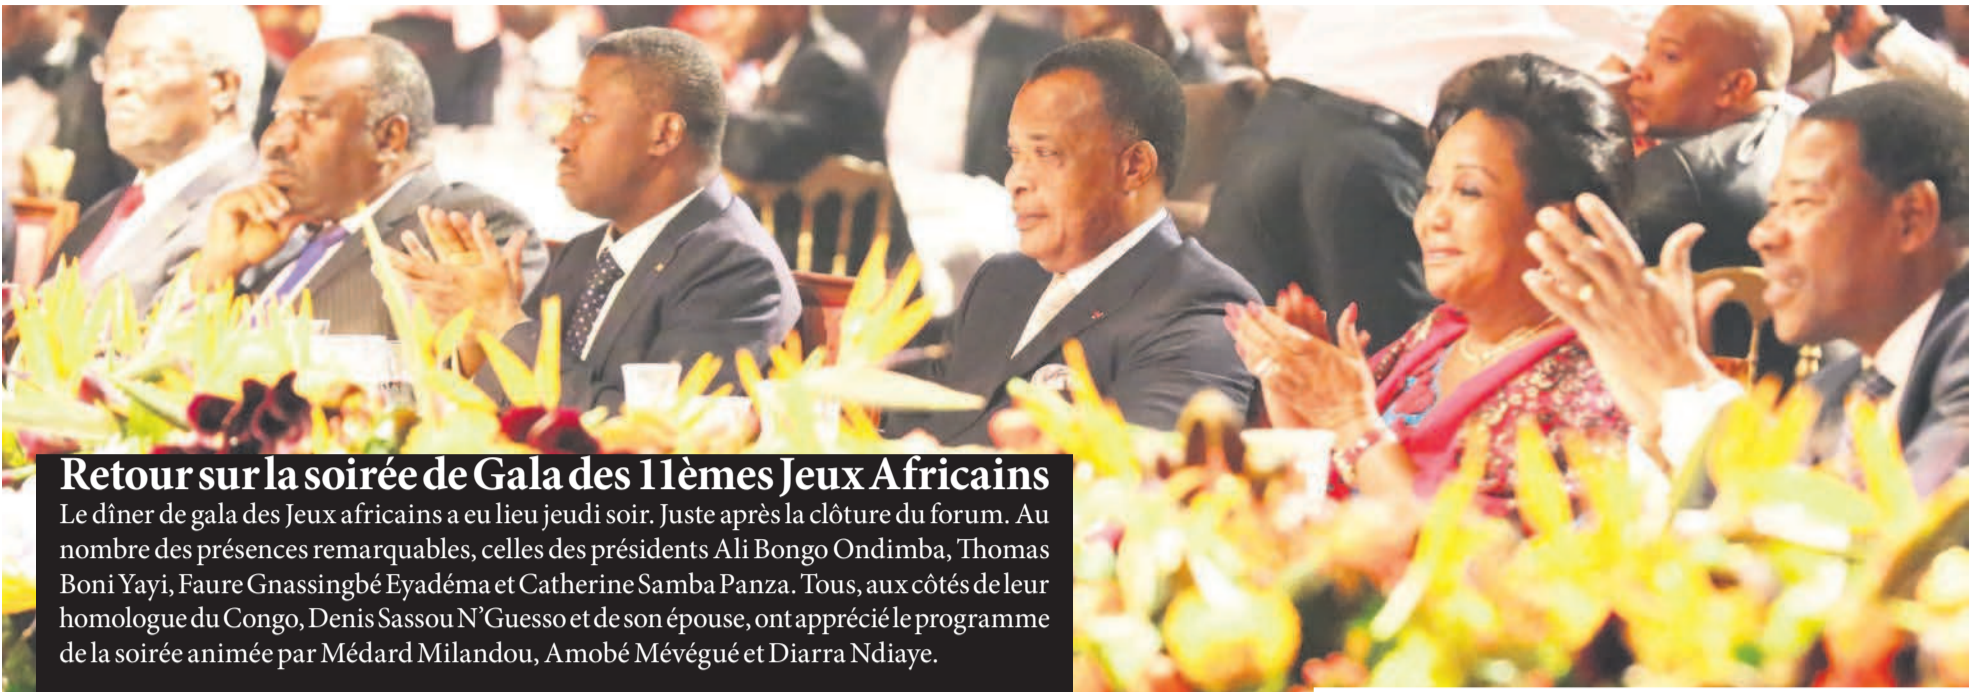 Retour sur la soirée de Gala des 11èmes Jeux Africains
Le dîner de gala des Jeux africains a eu lieu jeudi soir. Juste après la clôture du forum. Au
nombre des présences remarquables, celles des présidents Ali Bongo Ondimba, Thomas
Boni Yayi, Faure Gnassingbé Eyadéma et Catherine Samba Panza. Tous, aux côtés de leur
homologue du Congo, Denis Sassou N’Guesso et de son épouse, ont apprécié le programme
de la soirée animée par Médard Milandou, Amobé Mévégué et Diarra Ndiaye.